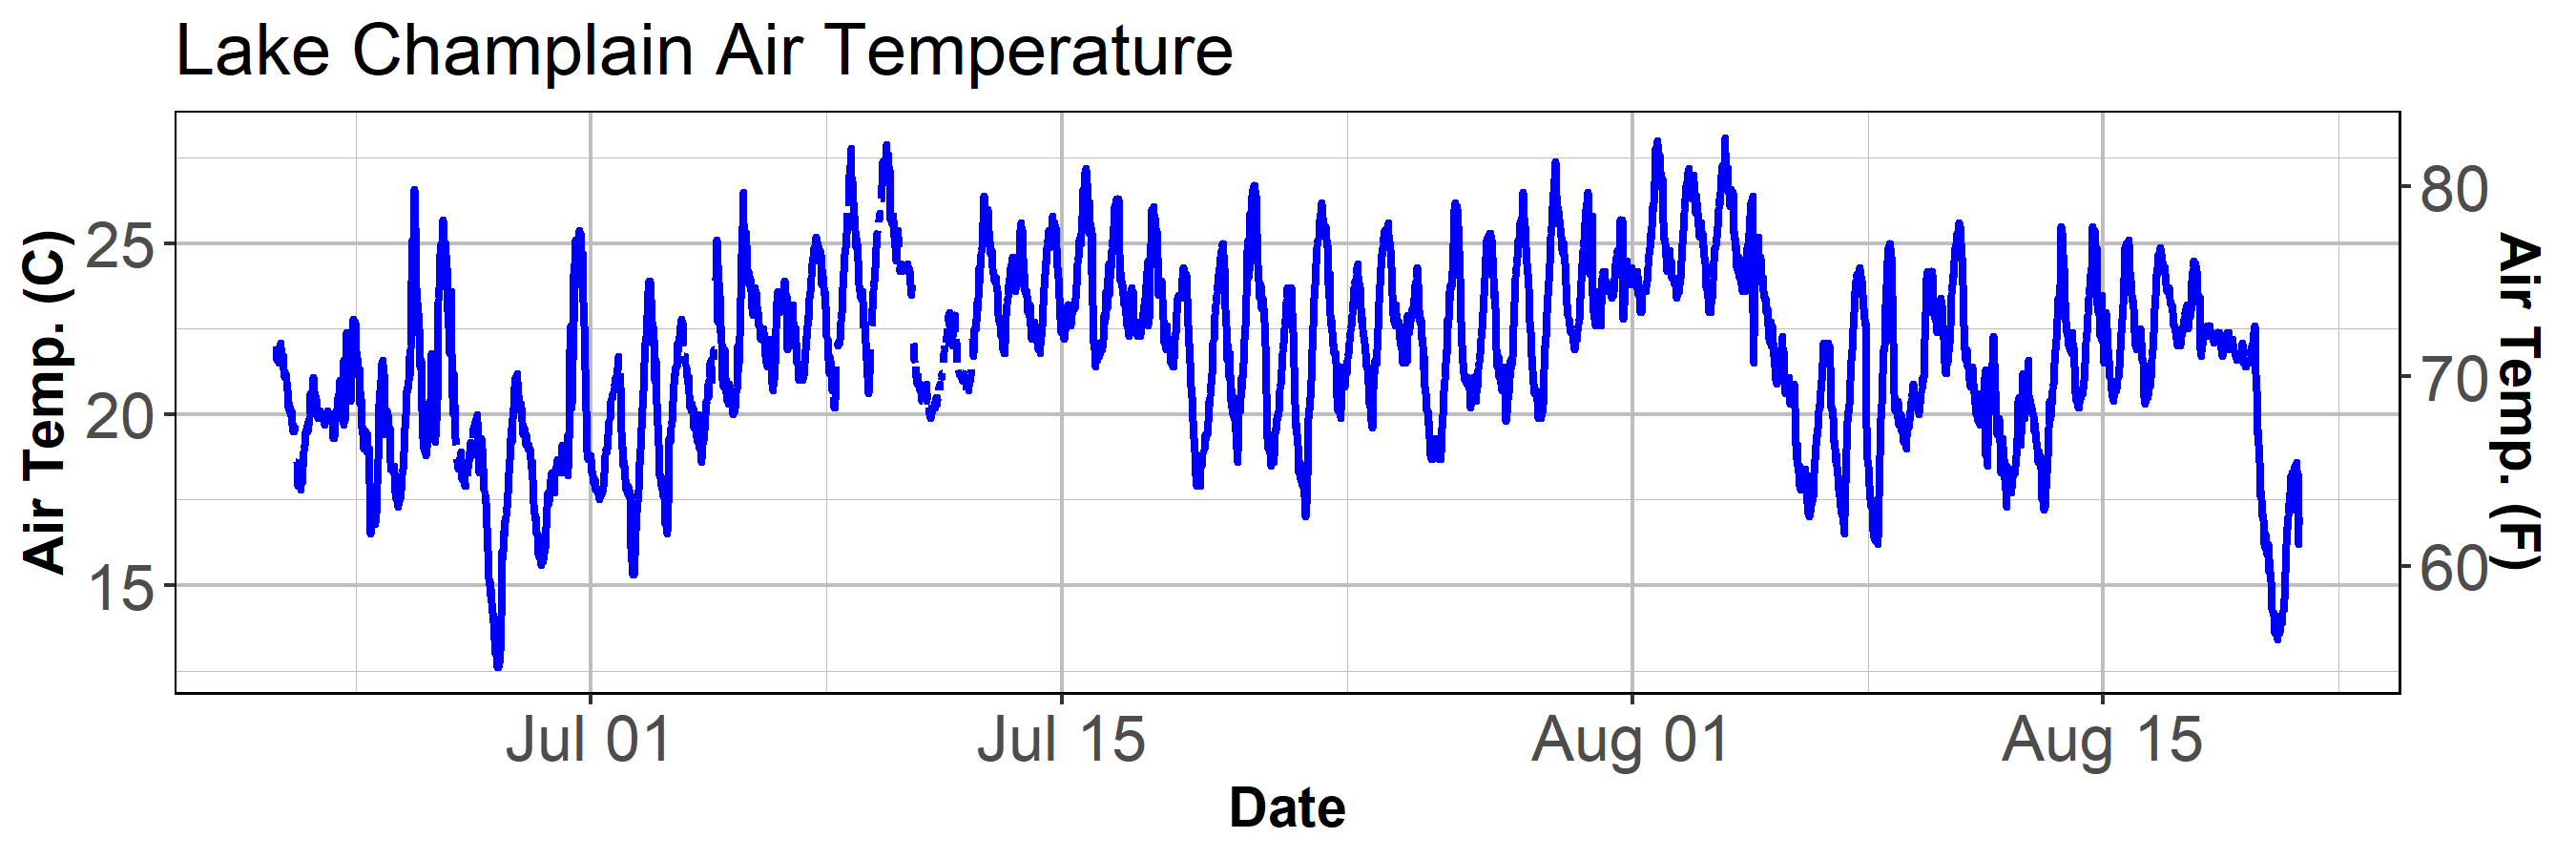 Lake Champlain Air Temperature
Air Temp. (C)
25
20
15
80
70
60
Air Temp. (F)
Jul 01
Jul 15
Aug 01
Aug 15
Date